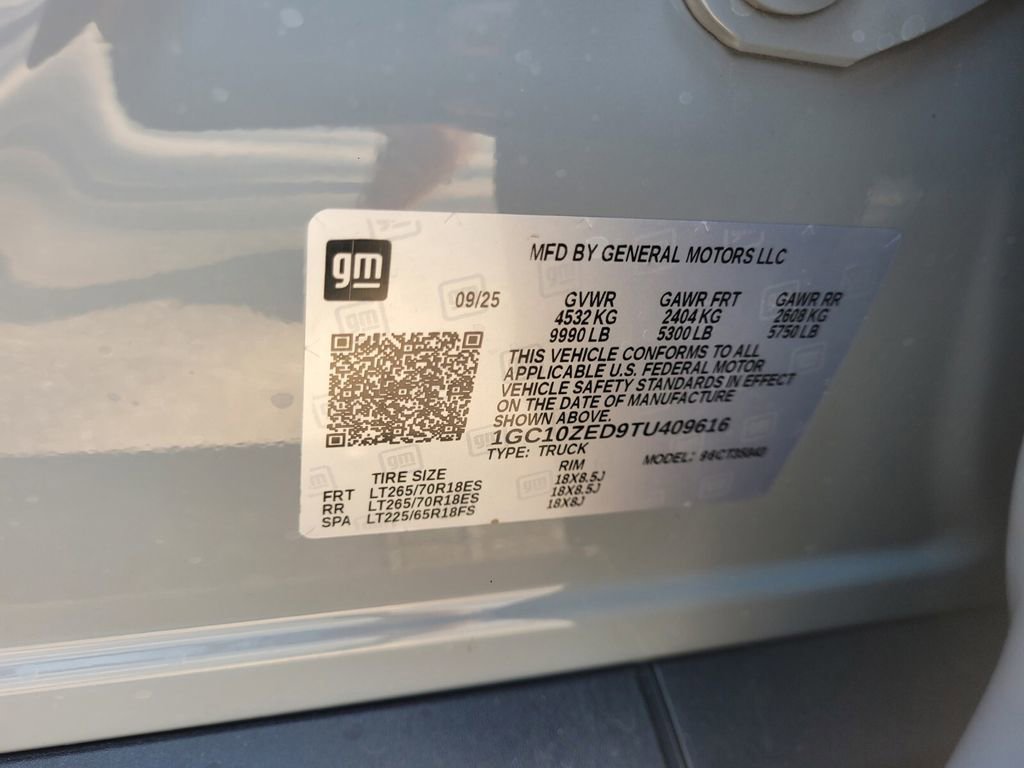 gm
MFD BY GENERAL MOTORS LLC
09/25 GVWR GAWR FRT GAWR RR
4532 KG 2404 KG 2608 KG
9990 LB 5300 LB 5750 LB
THIS VEHICLE CONFORMS TO ALL
APPLICABLE U.S. FEDERAL MOTOR
VEHICLE SAFETY STANDARDS IN EFFECT
ON THE DATE OF MANUFACTURE
SHOWN ABOVE.
1GC10ZED9TU409616
TYPE: TRUCK MODEL:
TIRE SIZE RIM
FRT LT265/70R18ES 18X8.5J
RR LT265/70R18ES 18X8.5J
SPA LT225/65R18FS 18X8J